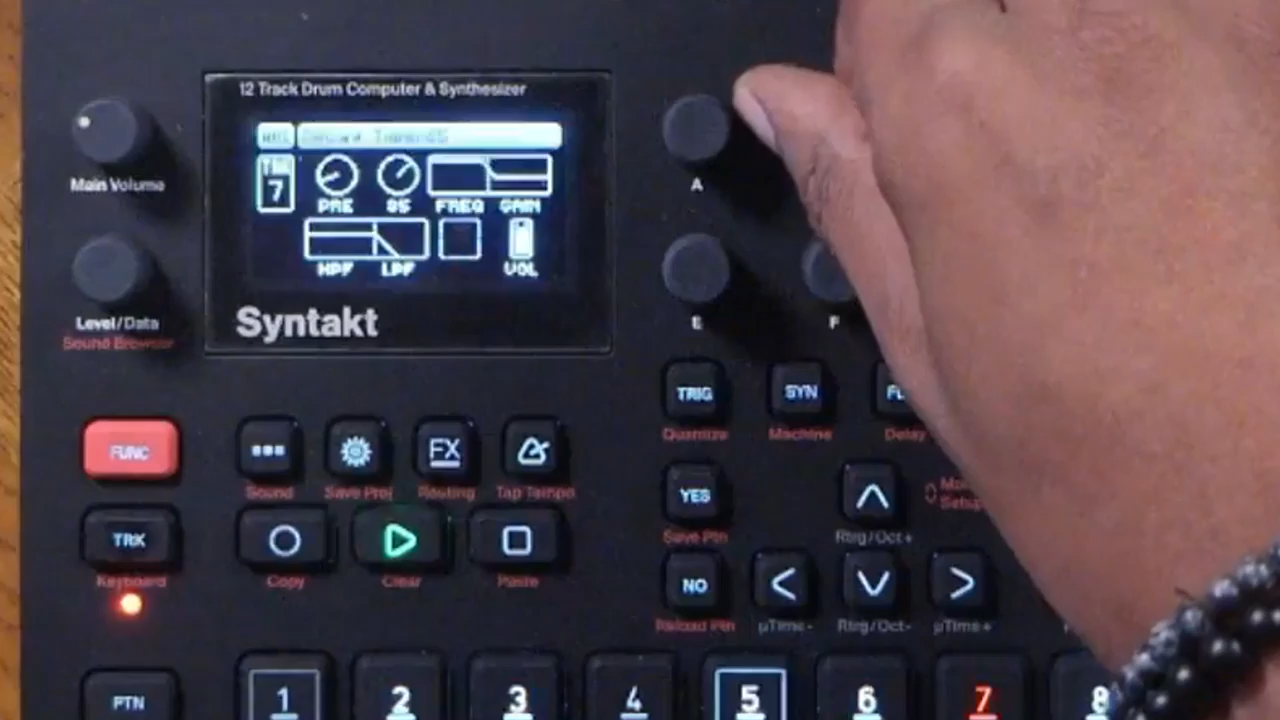 12 Track Drum Computer & Synthesizer
7
PRE 85 FREQ GAIN
HPF LPF VOL
Syntakt
Main Volume
Level/Data
Sound Browser
A
E F
FUNC
FX
Sound Save Proj Routing Tap Tempo
TRK
Keyboard
Copy Clear Paste
TRIG SYN
Quantize Machine Delay
YES
Save Ptn Rtrg/Oct+
NO
Reload Ptn µTime- Rtrg/Oct- µTime+
PTN 1 2 3 4 5 6 7 8